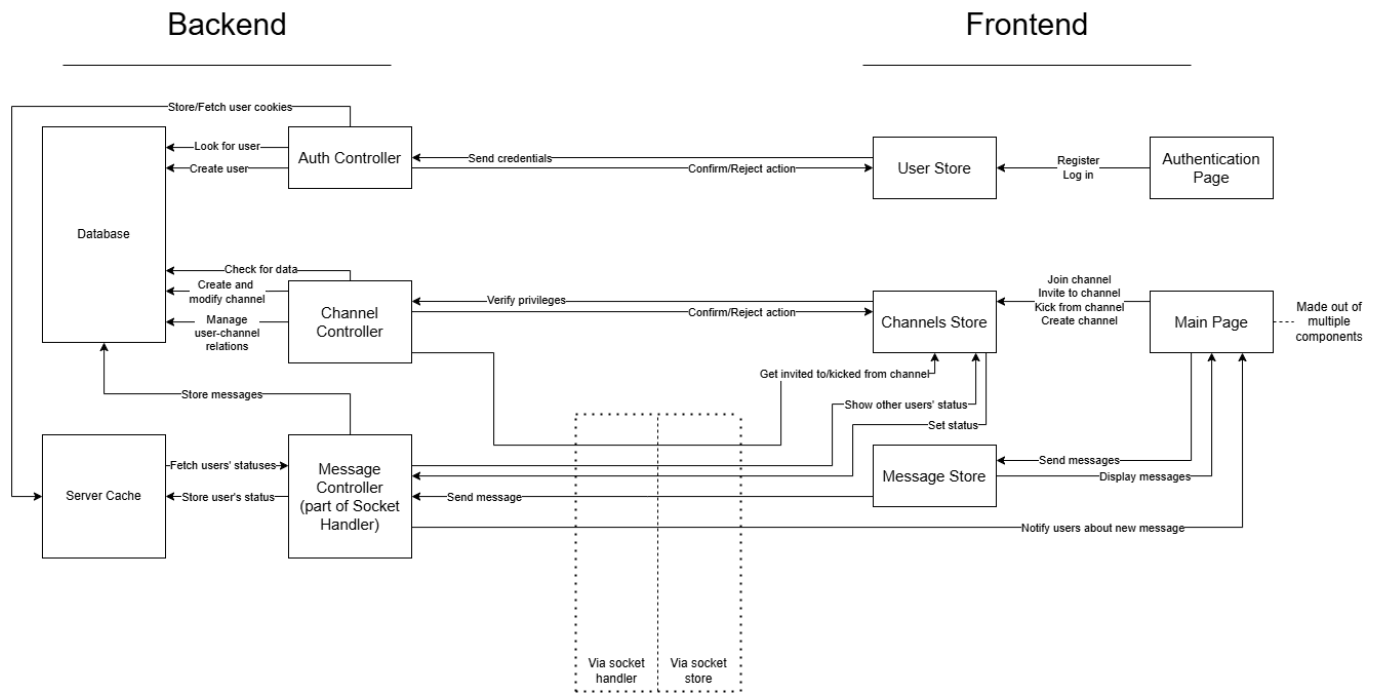 Backend
Frontend
Store/Fetch user cookies
Look for user
Create user
Auth Controller
Send credentials
Confirm/Reject action
User Store
Register
Log in
Authentication
Page
Database
Check for data
Create and
modify channel
Manage
user-channel
relations
Channel
Controller
Verify privileges
Confirm/Reject action
Channels Store
Join channel
Invite to channel
Kick from channel
Create channel
Main Page
Made out of
multiple
components
Get invited to/kicked from channel
Store messages
Show other users' status
Set status
Server Cache
Fetch users' statuses
Store user's status
Message
Controller
(part of Socket
Handler)
Send message
Message Store
Send messages
Display messages
Notify users about new message
Via socket
handler
Via socket
store